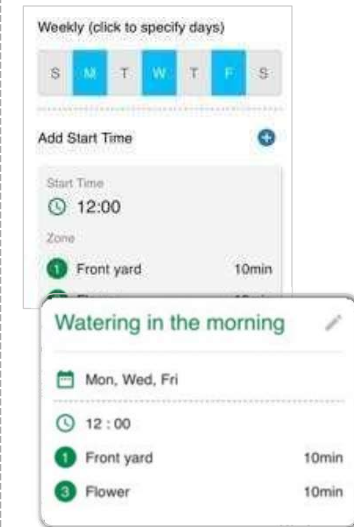 Weekly (click to specify days)
S M T W T F S
Add Start Time
Start Time
12:00
Zone
1 Front yard 10min
Watering in the morning
Mon, Wed, Fri
12 : 00
1 Front yard 10min
3 Flower 10min